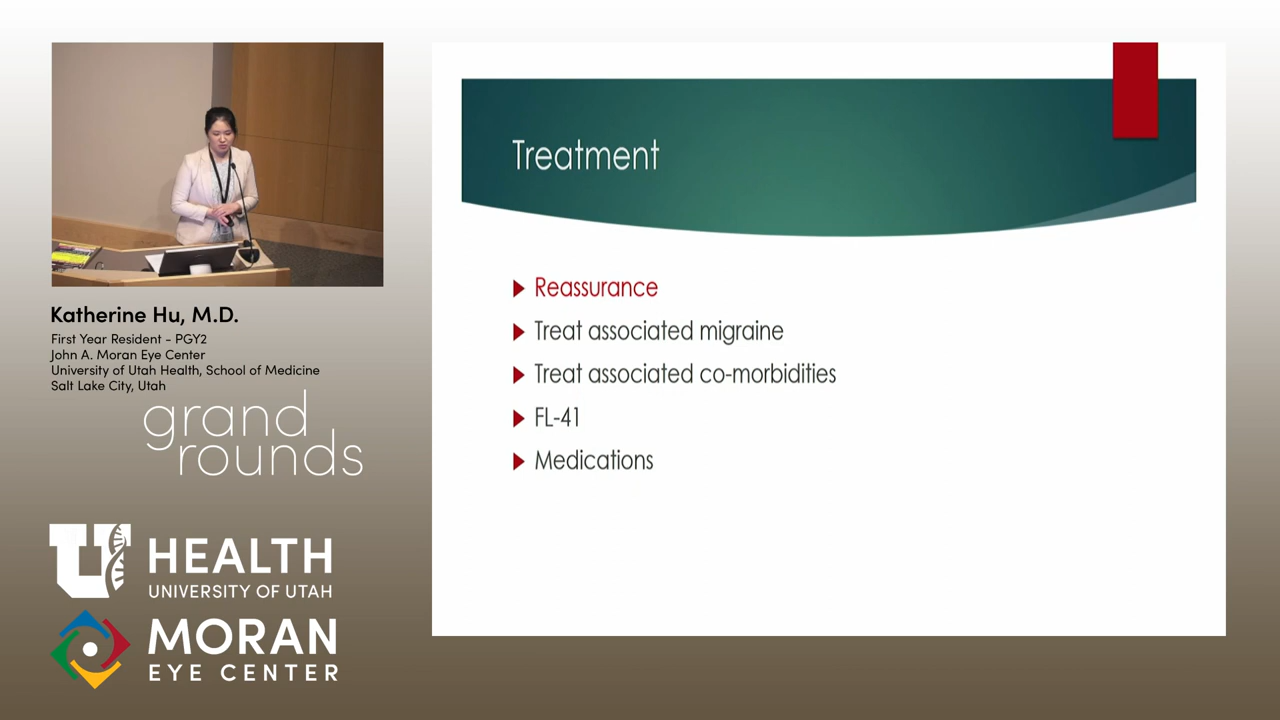 Katherine Hu, M.D.
First Year Resident - PGY2
John A. Moran Eye Center
University of Utah Health, School of Medicine
Salt Lake City, Utah
grand
rounds
U HEALTH
UNIVERSITY OF UTAH
MORAN
EYE CENTER
Treatment
Reassurance
Treat associated migraine
Treat associated co-morbidities
FL-41
Medications